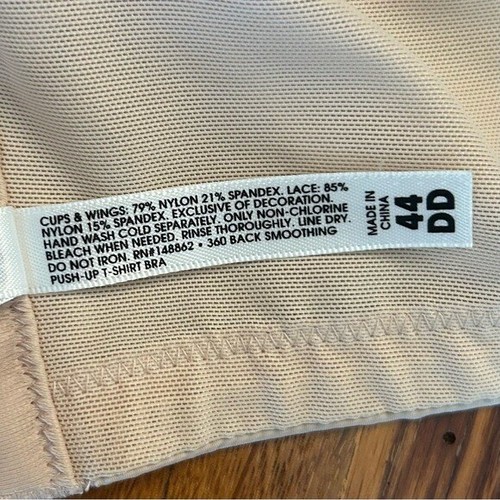 CUPS & WINGS: 79% NYLON 21% SPANDEX. LACE: 85%
NYLON 15% SPANDEX. EXCLUSIVE OF DECORATION.
HAND WASH COLD SEPARATELY. ONLY NON-CHLORINE
BLEACH WHEN NEEDED. RINSE THOROUGHLY. LINE DRY.
DO NOT IRON. RN#148862 • 360 BACK SMOOTHING
PUSH-UP T-SHIRT BRA
MADE IN
CHINA
44
DD